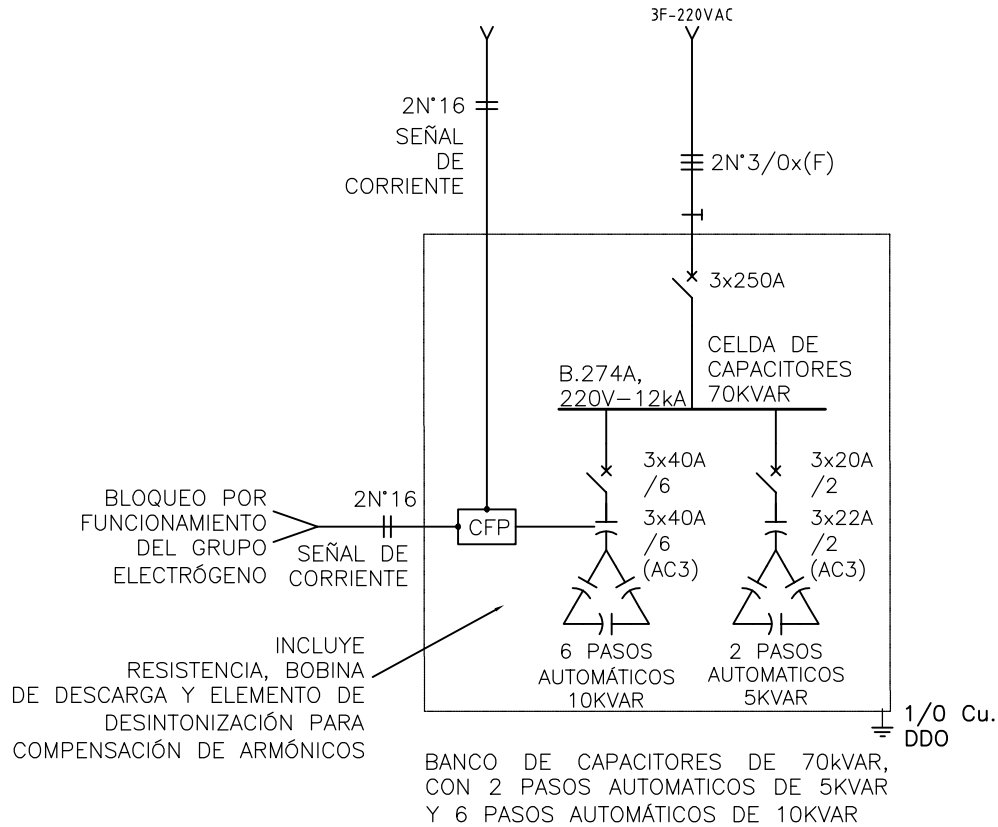 3F-220VAC
2N°16
SEÑAL
DE
CORRIENTE
2N°3/0x(F)
3x250A
CELDA DE
CAPACITORES
70KVAR
B.274A,
220V-12kA
3x40A
/6
3x20A
/2
BLOQUEO POR
FUNCIONAMIENTO
DEL GRUPO
ELECTRÓGENO
2N°16
SEÑAL DE
CORRIENTE
CFP
3x40A
/6
(AC3)
3x22A
/2
(AC3)
6 PASOS
AUTOMÁTICOS
10KVAR
2 PASOS
AUTOMATICOS
5KVAR
INCLUYE
RESISTENCIA, BOBINA
DE DESCARGA Y ELEMENTO DE
DESINTONIZACIÓN PARA
COMPENSACIÓN DE ARMÓNICOS
1/0 Cu.
DDO
BANCO DE CAPACITORES DE 70kVAR,
CON 2 PASOS AUTOMATICOS DE 5KVAR
Y 6 PASOS AUTOMÁTICOS DE 10KVAR